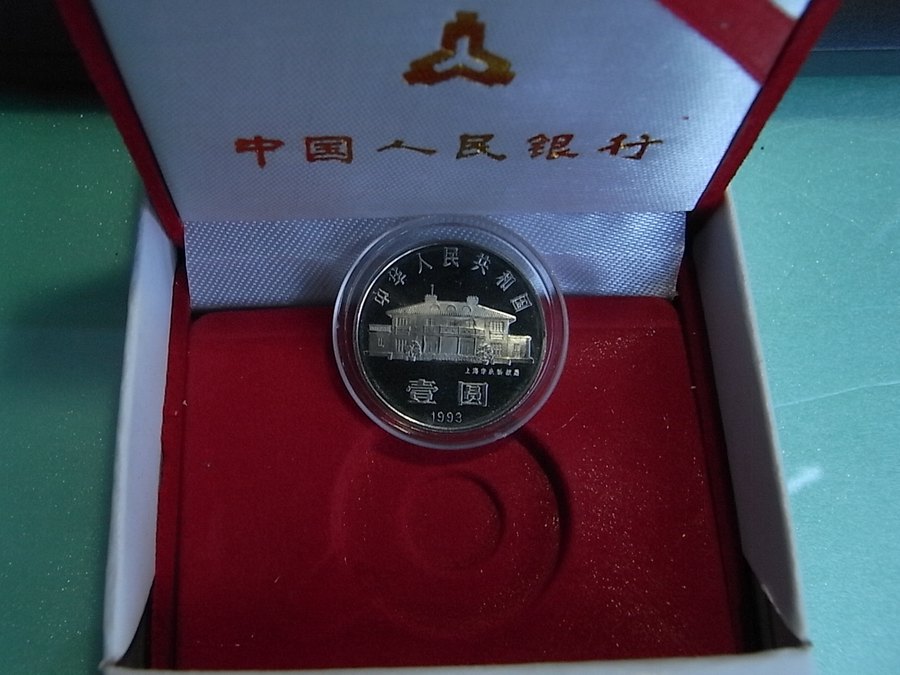 中国人民银行
中华人民共和国
上海宋庆龄故居
壹圆
1993